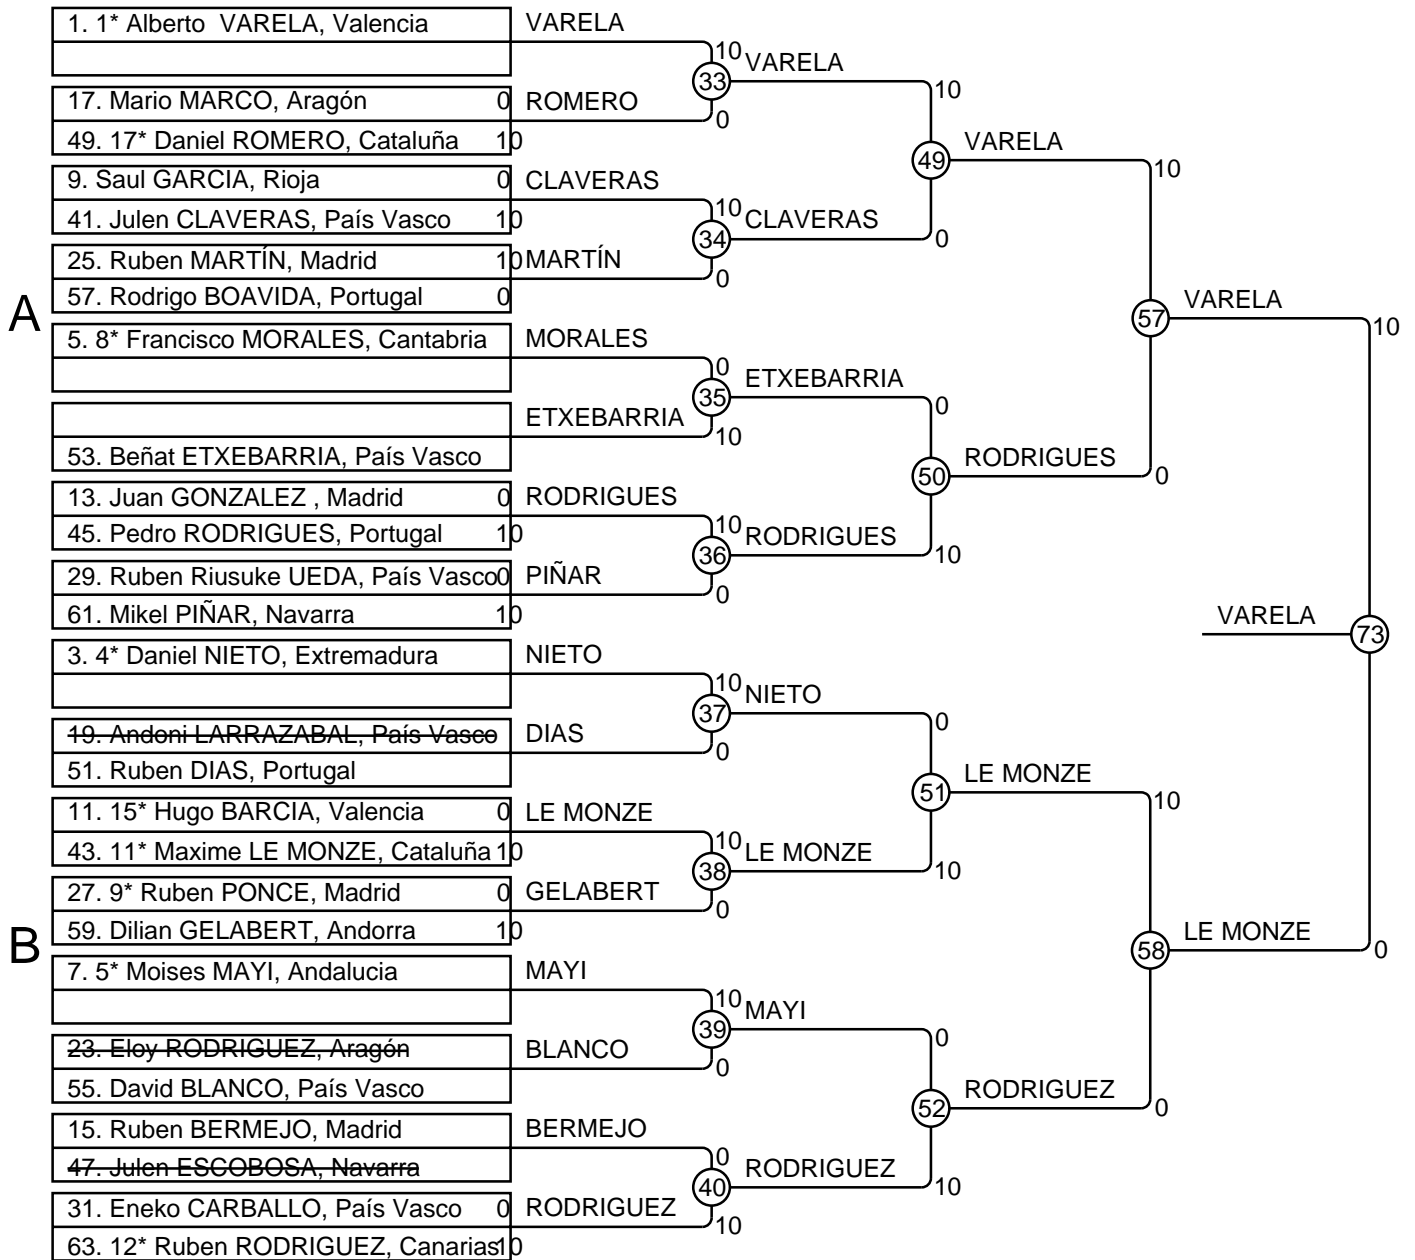 1. 1* Alberto VARELA, Valencia VARELA
10 VARELA
33
17. Mario MARCO, Aragón 0 ROMERO
0
10
49. 17* Daniel ROMERO, Cataluña 10
49 VARELA
9. Saul GARCIA, Rioja 0 CLAVERAS
10
41. Julen CLAVERAS, País Vasco 10
10 CLAVERAS
34
0
25. Ruben MARTÍN, Madrid 10 MARTÍN
0
57. Rodrigo BOAVIDA, Portugal 0
A
57 VARELA
10
5. 8* Francisco MORALES, Cantabria MORALES
0 ETXEBARRIA
35
0
ETXEBARRIA
10
53. Beñat ETXEBARRIA, País Vasco
50 RODRIGUES
0
13. Juan GONZALEZ , Madrid 0 RODRIGUES
45. Pedro RODRIGUES, Portugal 10
10 RODRIGUES
36
10
29. Ruben Riusuke UEDA, País Vasco 0 PIÑAR
0
61. Mikel PIÑAR, Navarra 10
VARELA
73
3. 4* Daniel NIETO, Extremadura NIETO
10 NIETO
37
0
19. Andoni LARRAZABAL, País Vasco DIAS
0
51. Ruben DIAS, Portugal
51 LE MONZE
10
11. 15* Hugo BARCIA, Valencia 0 LE MONZE
43. 11* Maxime LE MONZE, Cataluña 10
10 LE MONZE
38
10
27. 9* Ruben PONCE, Madrid 0 GELABERT
0
59. Dilian GELABERT, Andorra 10
B
58 LE MONZE
0
7. 5* Moises MAYI, Andalucia MAYI
10 MAYI
39
0
23. Eloy RODRIGUEZ, Aragón BLANCO
0
55. David BLANCO, País Vasco
52 RODRIGUEZ
0
15. Ruben BERMEJO, Madrid BERMEJO
47. Julen ESCOBOSA, Navarra
0 RODRIGUEZ
40
10
31. Eneko CARBALLO, País Vasco 0 RODRIGUEZ
10
63. 12* Ruben RODRIGUEZ, Canarias 10